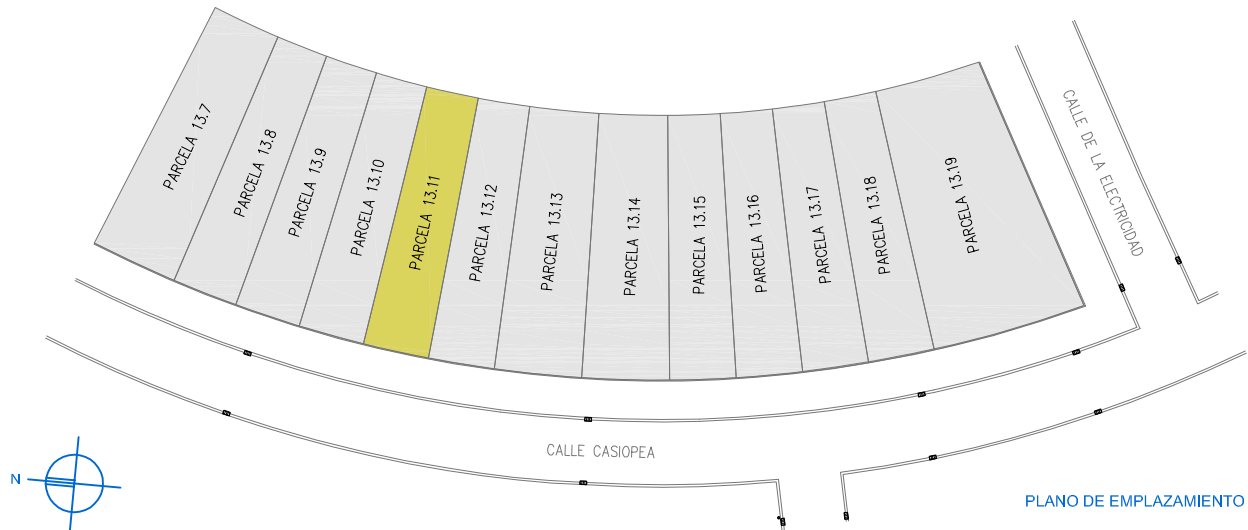 PARCELA 13.7
PARCELA 13.8
PARCELA 13.9
PARCELA 13.10
PARCELA 13.11
PARCELA 13.12
PARCELA 13.13
PARCELA 13.14
PARCELA 13.15
PARCELA 13.16
PARCELA 13.17
PARCELA 13.18
PARCELA 13.19
CALLE DE LA ELECTRICIDAD
CALLE CASIOPEA
N
PLANO DE EMPLAZAMIENTO